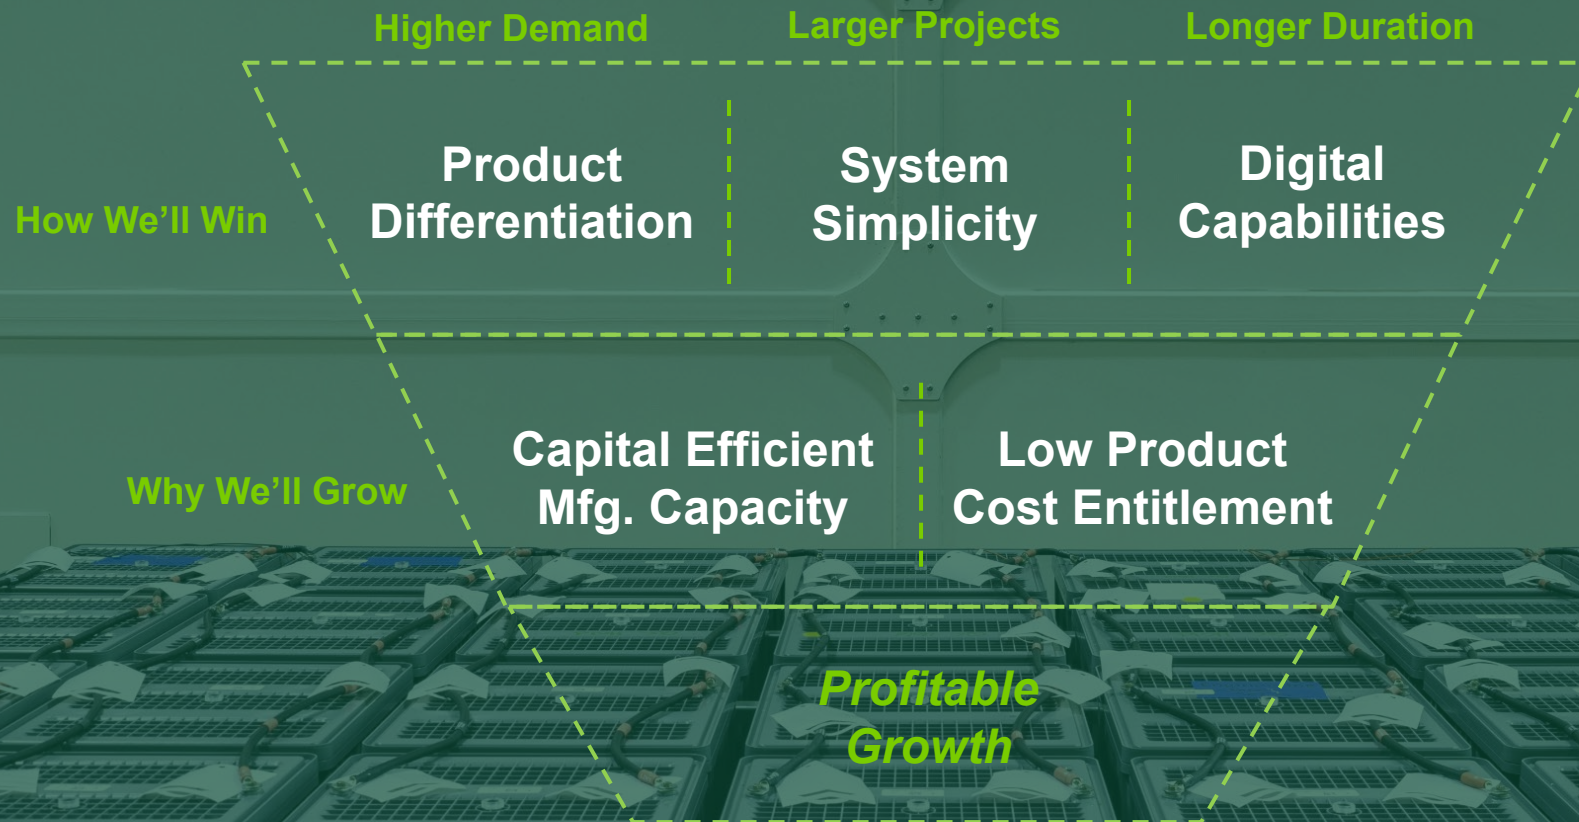 Higher Demand
Larger Projects
Longer Duration
How We’ll Win
Product
Differentiation
System
Simplicity
Digital
Capabilities
Why We’ll Grow
Capital Efficient
Mfg. Capacity
Low Product
Cost Entitlement
Profitable
Growth